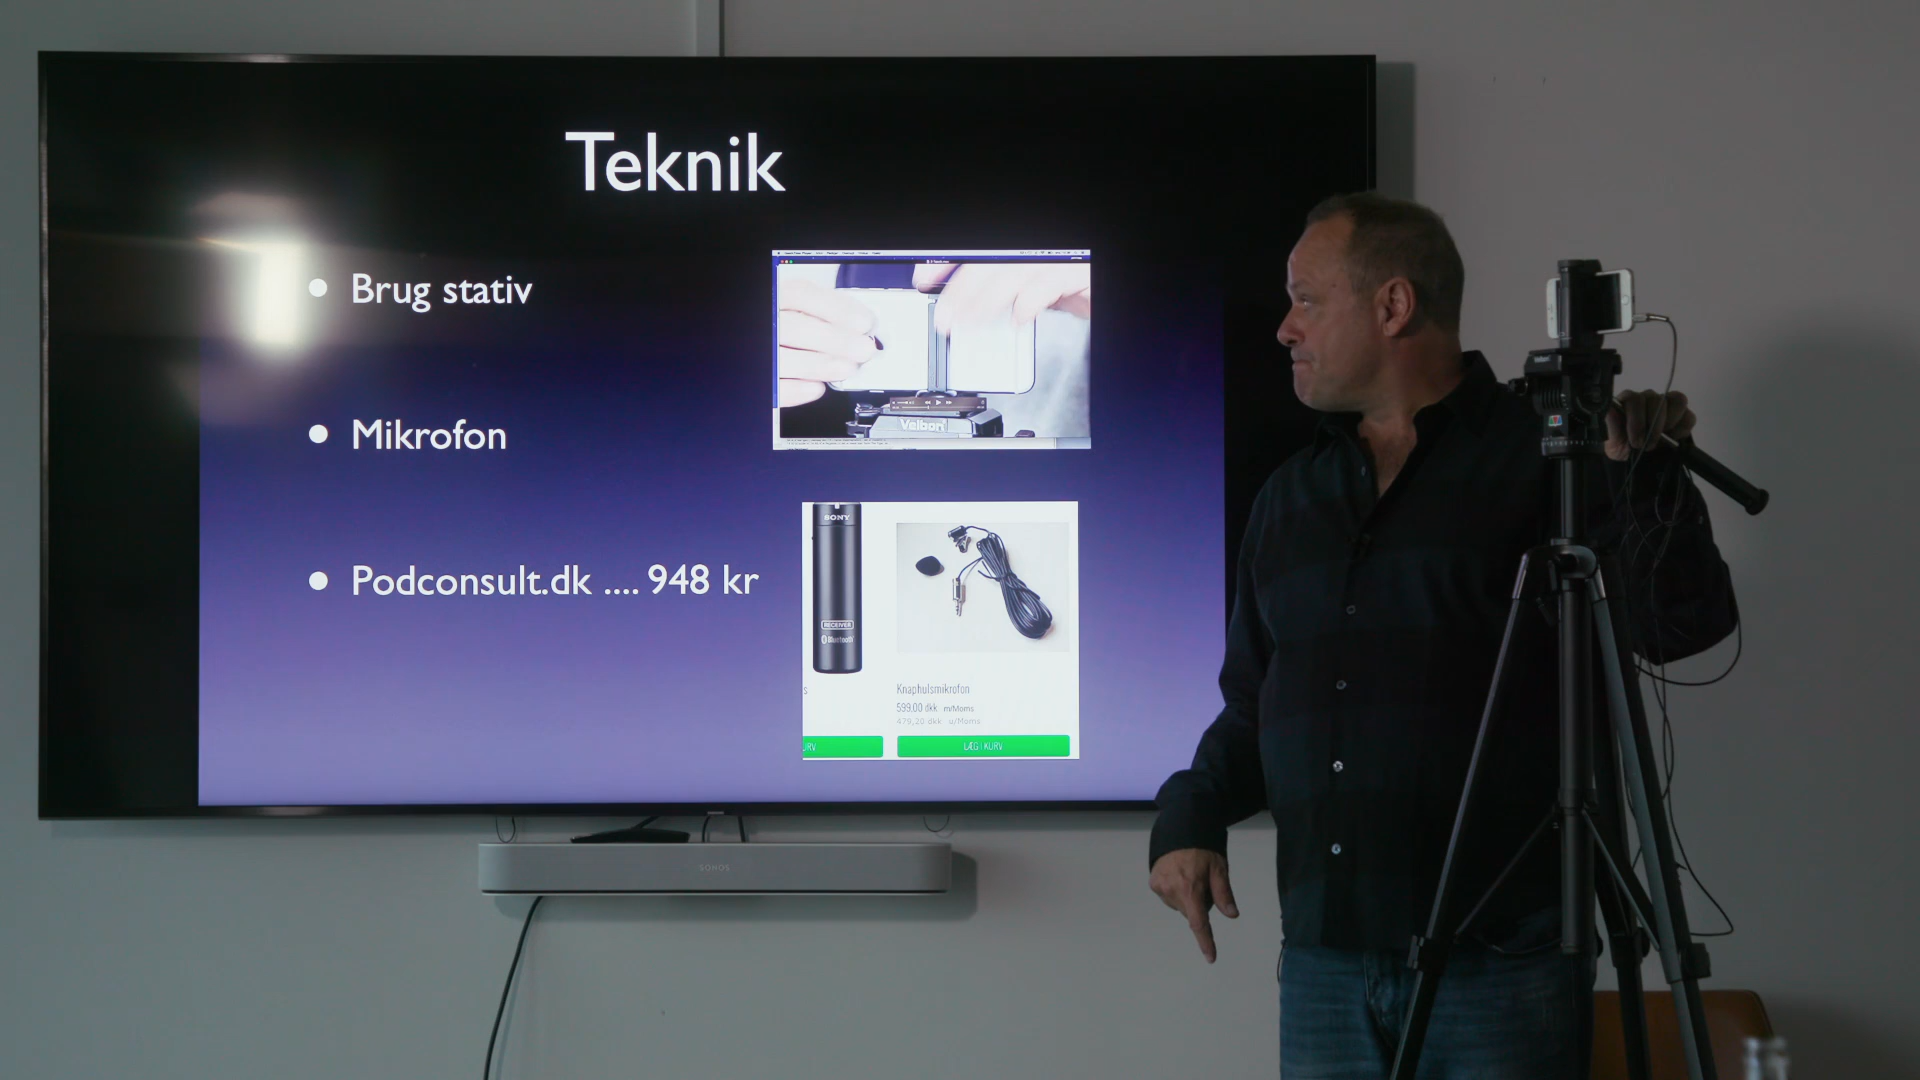 Teknik
Brug stativ
Mikrofon
Podconsult.dk .... 948 kr
Velbon
SONY
RECEIVER
Bluetooth
Knaphulsmikrofon
599,00 dkk m/Moms
479,20 dkk u/Moms
URV
LÆG I KURV
SONOS